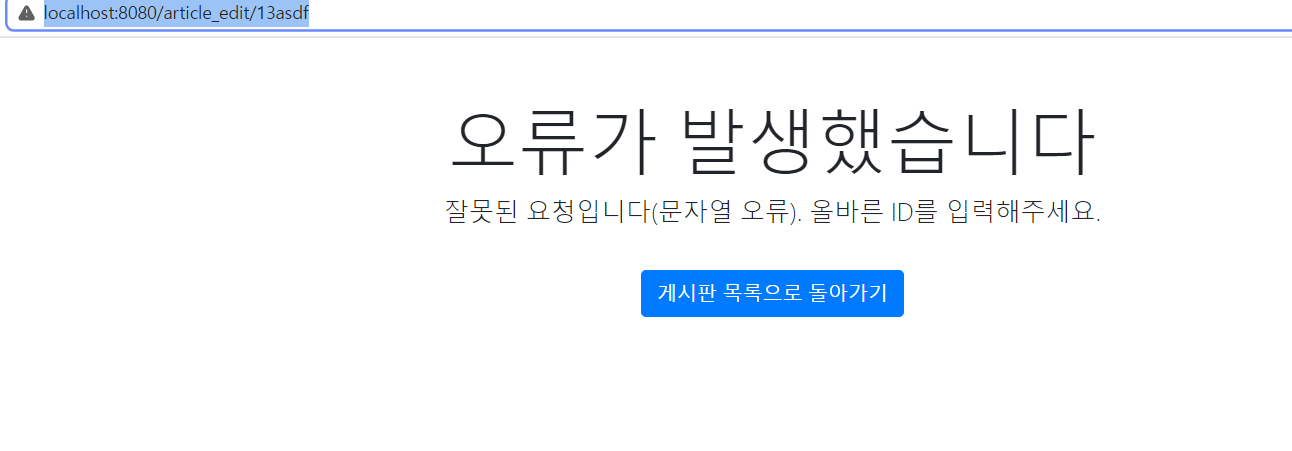 localhost:8080/article_edit/13asdf
오류가 발생했습니다
잘못된 요청입니다(문자열 오류). 올바른 ID를 입력해주세요.
게시판 목록으로 돌아가기